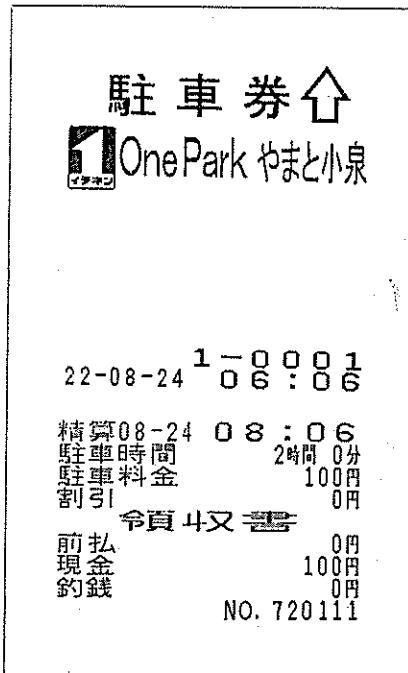 駐車券⇧
1 イチネン OnePark やまと小泉
1-0001
22-08-24 06:06
精算08-24 08:06
駐車時間 2時間 0分
駐車料金 100円
割引 0円
領収書
前払 0円
現金 100円
釣銭 0円
NO. 720111